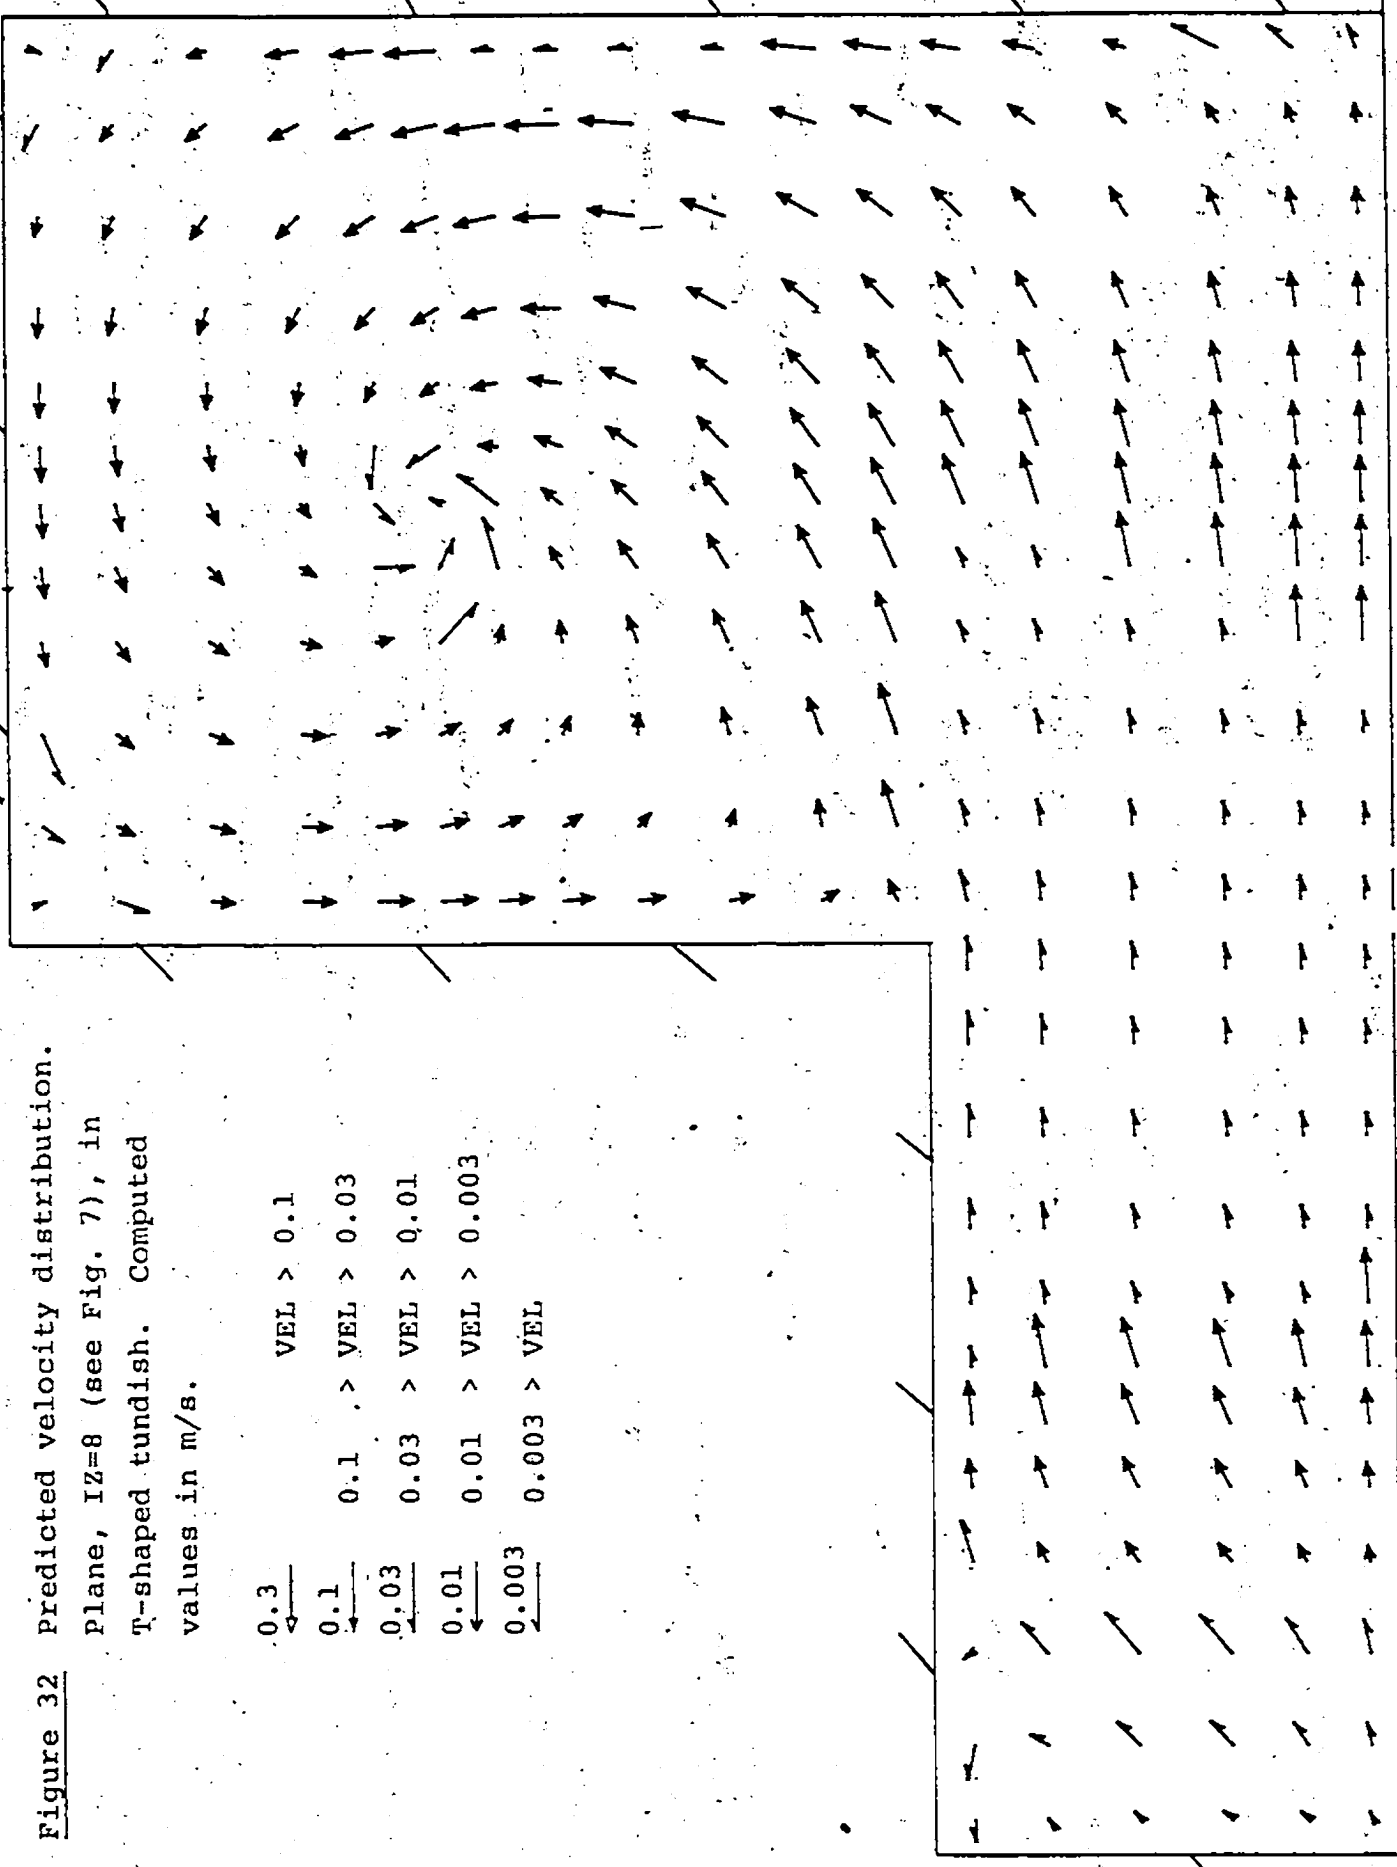 Figure 32 Predicted velocity distribution.
Plane, IZ=8 (see Fig. 7), in
T-shaped tundish. Computed
values in m/s.
0.3 VEL > 0.1
0.1 0.1 > VEL > 0.03
0.03 0.03 > VEL > 0.01
0.01 0.01 > VEL > 0.003
0.003 0.003 > VEL